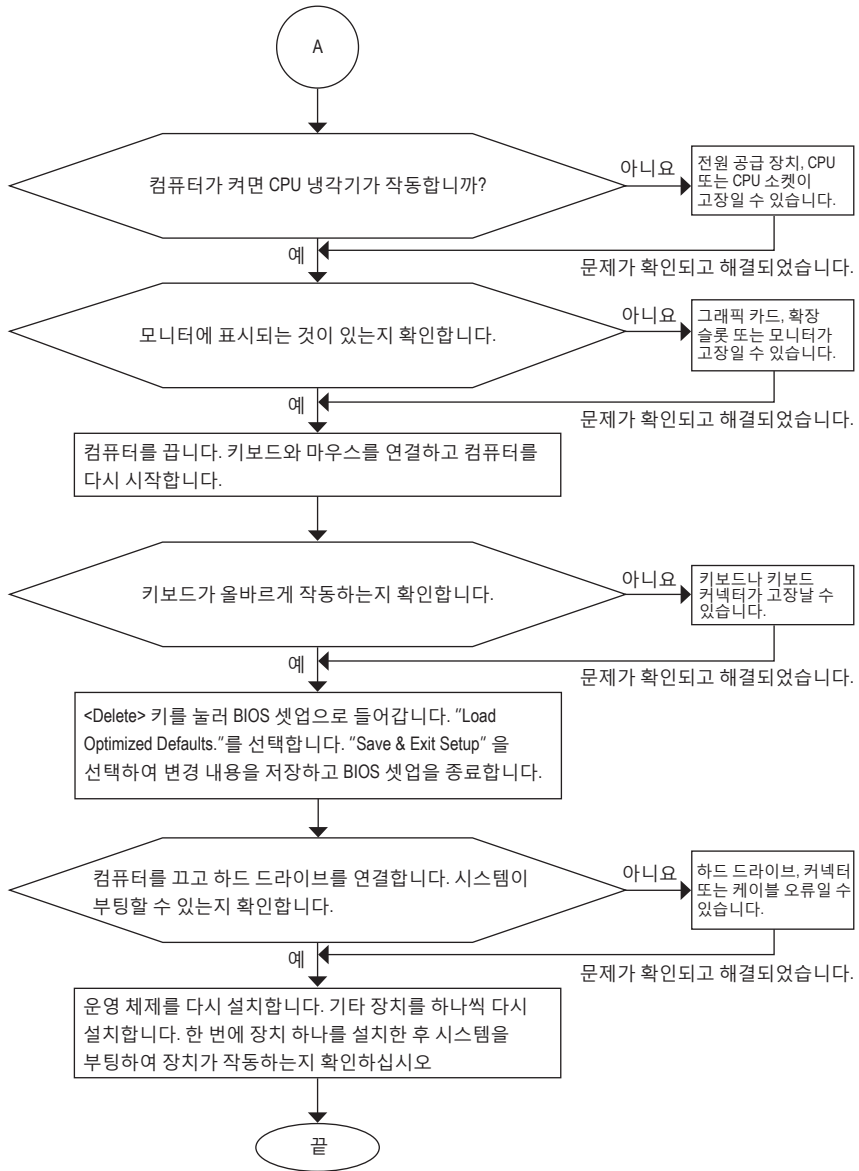 A
컴퓨터가 켜면 CPU 냉각기가 작동합니까?
아니요
전원 공급 장치, CPU
또는 CPU 소켓이
고장일 수 있습니다.
예
문제가 확인되고 해결되었습니다.
모니터에 표시되는 것이 있는지 확인합니다.
아니요
그래픽 카드, 확장
슬롯 또는 모니터가
고장일 수 있습니다.
예
문제가 확인되고 해결되었습니다.
컴퓨터를 끕니다. 키보드와 마우스를 연결하고 컴퓨터를
다시 시작합니다.
키보드가 올바르게 작동하는지 확인합니다.
아니요
키보드나 키보드
커넥터가 고장날 수
있습니다.
예
문제가 확인되고 해결되었습니다.
<Delete> 키를 눌러 BIOS 셋업으로 들어갑니다. "Load
Optimized Defaults."를 선택합니다. "Save & Exit Setup" 을
선택하여 변경 내용을 저장하고 BIOS 셋업을 종료합니다.
컴퓨터를 끄고 하드 드라이브를 연결합니다. 시스템이
부팅할 수 있는지 확인합니다.
아니요
하드 드라이브, 커넥터
또는 케이블 오류일 수
있습니다.
예
문제가 확인되고 해결되었습니다.
운영 체제를 다시 설치합니다. 기타 장치를 하나씩 다시
설치합니다. 한 번에 장치 하나를 설치한 후 시스템을
부팅하여 장치가 작동하는지 확인하십시오
끝